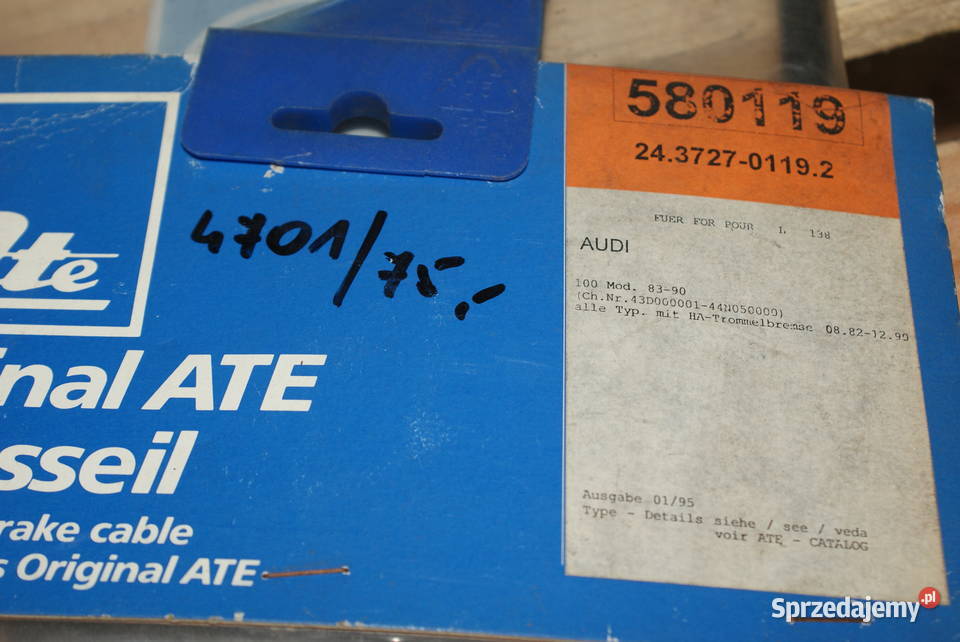 580119
24.3727-0119.2
FUER FOR POUR 1, 138
AUDI
100 Mod. 83-90
(Ch.Nr.43D000001-44N050000)
alle Typ. mit HA-Trommelbremse 08.82-12.90
Ausgabe 01/95
Type - Details siehe / see / veda
voir ATE - CATALOG
4701/75,-
Ate
inal ATE
sseil
rake cable
s Original ATE
Sprzedajemy.pl